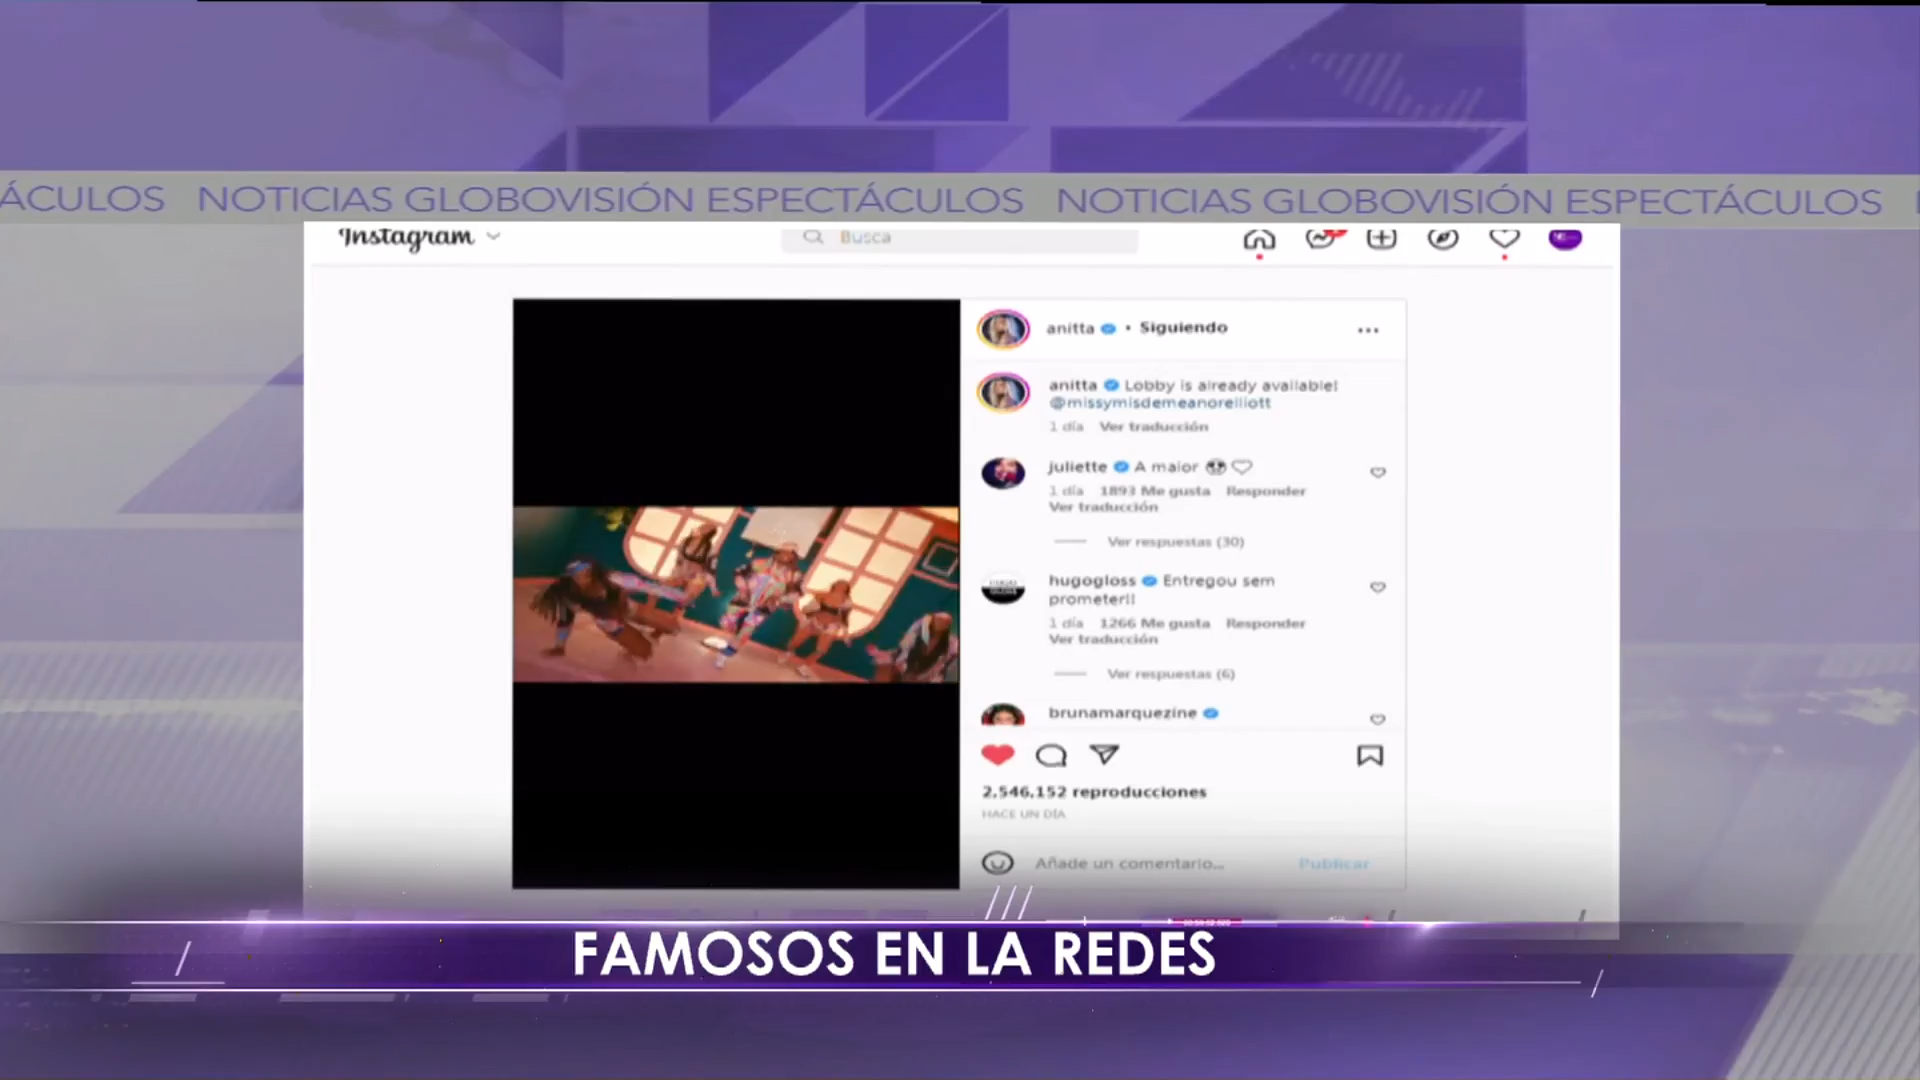 ÁCULOS NOTICIAS GLOBOVISIÓN ESPECTÁCULOS NOTICIAS GLOBOVISIÓN ESPECTÁCULOS
Instagram
Busca
anitta • Siguiendo
anitta Lobby is already available!
@missymisdemeanorelliott
1 día Ver traducción
juliette A maior
1 día 1893 Me gusta Responder
Ver traducción
Ver respuestas (30)
hugogloss Entregou sem
prometer!!
1 día 1266 Me gusta Responder
Ver traducción
Ver respuestas (6)
brunamarquezine
2,546,152 reproducciones
HACE UN DÍA
Añade un comentario...
Publicar
FAMOSOS EN LA REDES